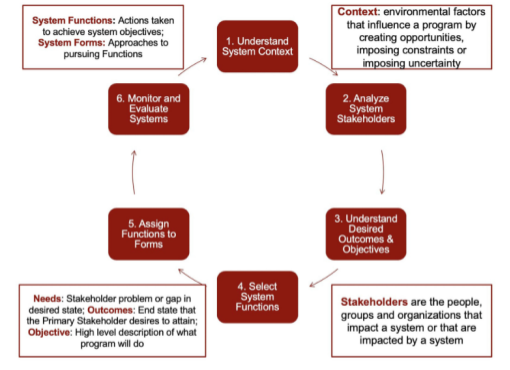 System Functions: Actions taken
to achieve system objectives;
System Forms: Approaches to
pursuing Functions
Context: environmental factors
that influence a program by
creating opportunities,
imposing constraints or
imposing uncertainty
1. Understand
System Context
2. Analyze
System
Stakeholders
3. Understand
Desired
Outcomes &
Objectives
4. Select
System
Functions
5. Assign
Functions to
Forms
6. Monitor and
Evaluate
Systems
Needs: Stakeholder problem or gap in
desired state; Outcomes: End state that
the Primary Stakeholder desires to attain;
Objective: High level description of what
program will do
Stakeholders are the people,
groups and organizations that
impact a system or that are
impacted by a system